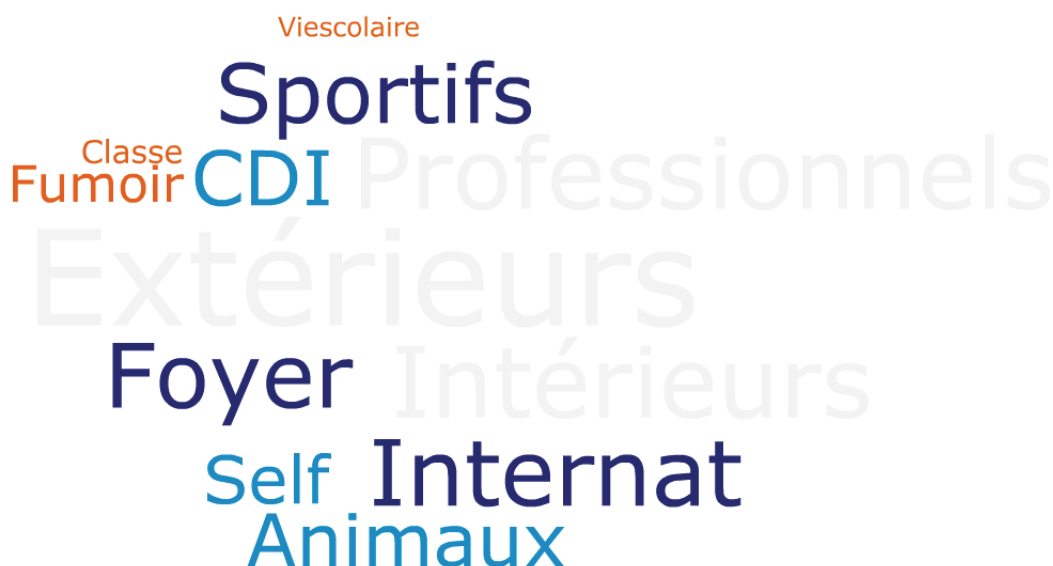 Viescolaire
Sportifs
Classe
Fumoir CDI Professionnels
Extérieurs
Foyer Intérieurs
Self Internat
Animaux